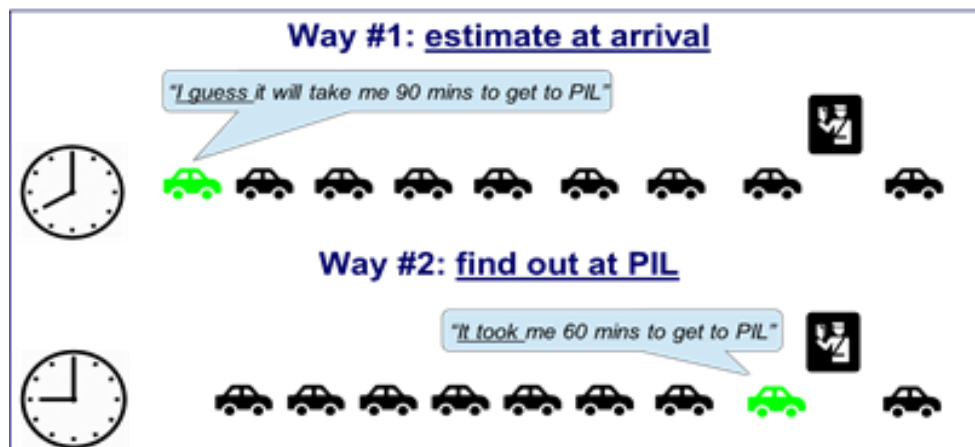 Way #1: estimate at arrival
“I guess it will take me 90 mins to get to PIL”
Way #2: find out at PIL
“It took me 60 mins to get to PIL”